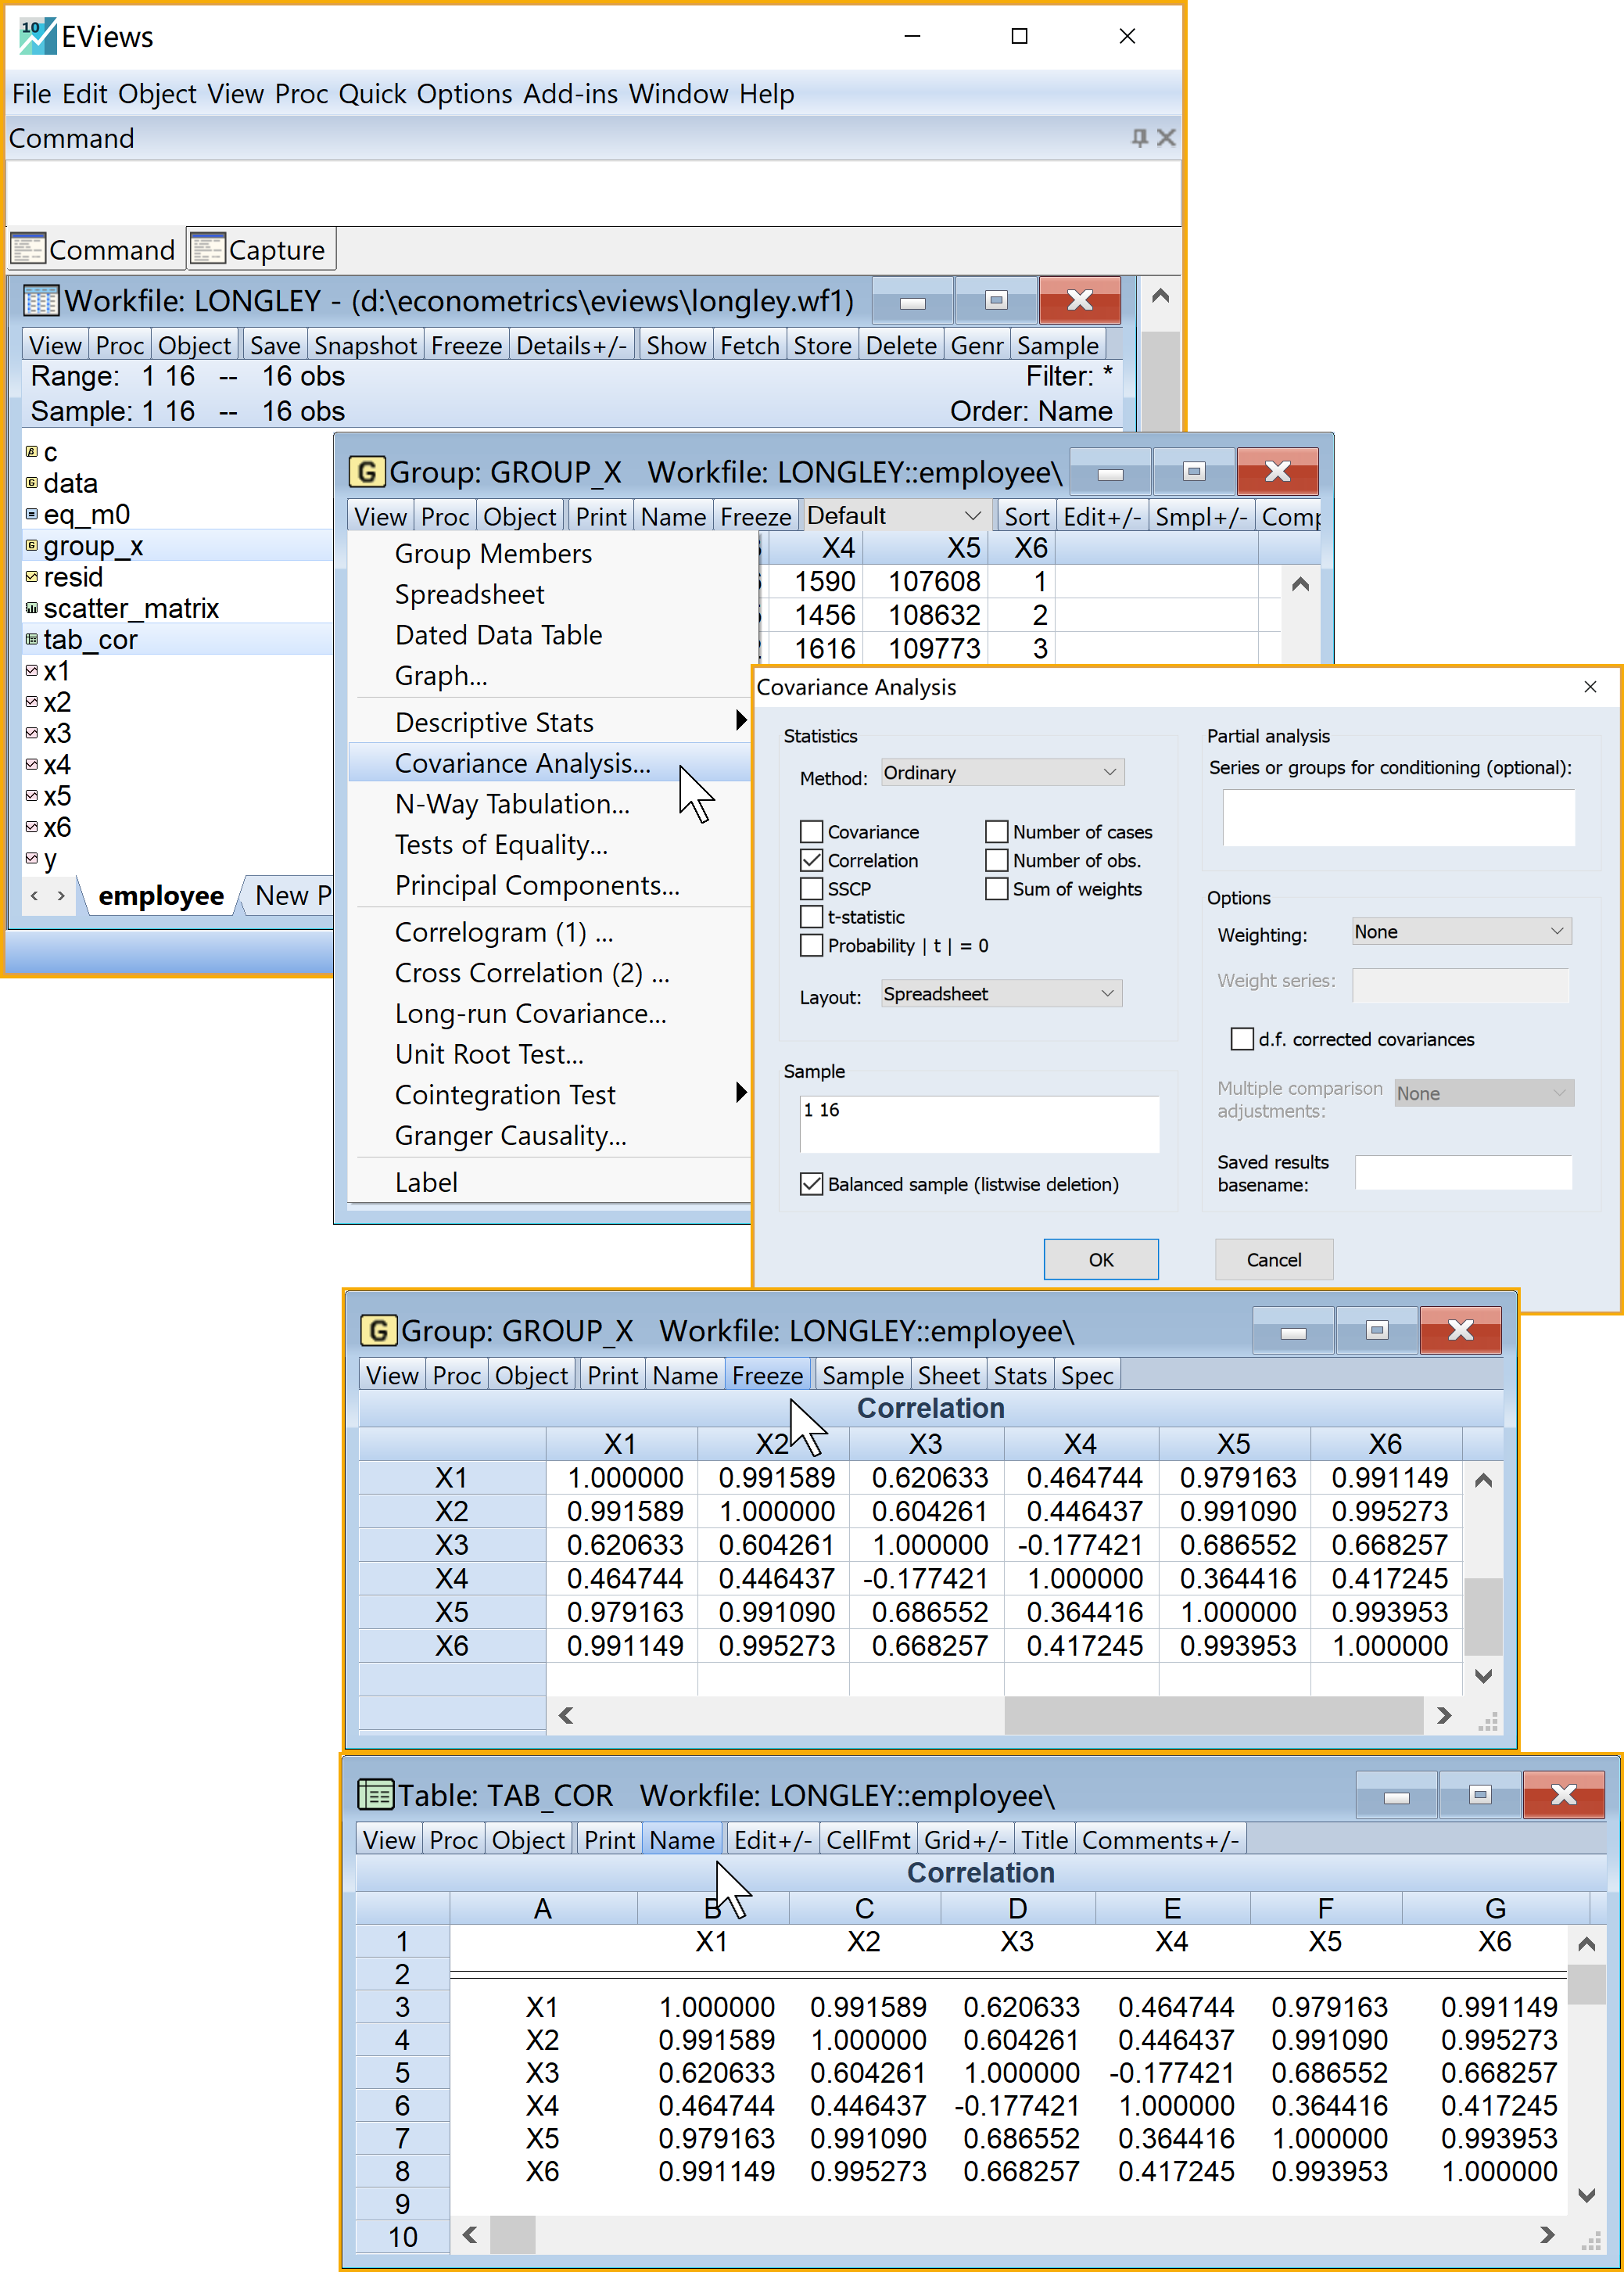 10 EViews
File Edit Object View Proc Quick Options Add-ins Window Help
Command
Command Capture
Workfile: LONGLEY - (d:\econometrics\eviews\longley.wf1)
View Proc Object Save Snapshot Freeze Details+/- Show Fetch Store Delete Genr Sample
Range: 1 16 -- 16 obs Filter: *
Sample: 1 16 -- 16 obs Order: Name
c
data
eq_m0
group_x
resid
scatter_matrix
tab_cor
x1
x2
x3
x4
x5
x6
y
employee New P
G Group: GROUP_X Workfile: LONGLEY::employee\
View Proc Object Print Name Freeze Default Sort Edit+/- Smpl+/- Comp
X4 X5 X6
1590 107608 1
1456 108632 2
1616 109773 3
Group Members
Spreadsheet
Dated Data Table
Graph...
Descriptive Stats
Covariance Analysis...
N-Way Tabulation...
Tests of Equality...
Principal Components...
Correlogram (1) ...
Cross Correlation (2) ...
Long-run Covariance...
Unit Root Test...
Cointegration Test
Granger Causality...
Label
Covariance Analysis
Statistics
Method: Ordinary
Covariance Number of cases
Correlation Number of obs.
SSCP Sum of weights
t-statistic
Probability | t | = 0
Layout: Spreadsheet
Sample
1 16
Balanced sample (listwise deletion)
Partial analysis
Series or groups for conditioning (optional):
Options
Weighting: None
Weight series:
d.f. corrected covariances
Multiple comparison adjustments: None
Saved results basename:
OK Cancel
G Group: GROUP_X Workfile: LONGLEY::employee\
View Proc Object Print Name Freeze Sample Sheet Stats Spec
Correlation
X1 X2 X3 X4 X5 X6
X1 1.000000 0.991589 0.620633 0.464744 0.979163 0.991149
X2 0.991589 1.000000 0.604261 0.446437 0.991090 0.995273
X3 0.620633 0.604261 1.000000 -0.177421 0.686552 0.668257
X4 0.464744 0.446437 -0.177421 1.000000 0.364416 0.417245
X5 0.979163 0.991090 0.686552 0.364416 1.000000 0.993953
X6 0.991149 0.995273 0.668257 0.417245 0.993953 1.000000
Table: TAB_COR Workfile: LONGLEY::employee\
View Proc Object Print Name Edit+/- CellFmt Grid+/- Title Comments+/-
Correlation
A B C D E F G
1 X1 X2 X3 X4 X5 X6
2
3 X1 1.000000 0.991589 0.620633 0.464744 0.979163 0.991149
4 X2 0.991589 1.000000 0.604261 0.446437 0.991090 0.995273
5 X3 0.620633 0.604261 1.000000 -0.177421 0.686552 0.668257
6 X4 0.464744 0.446437 -0.177421 1.000000 0.364416 0.417245
7 X5 0.979163 0.991090 0.686552 0.364416 1.000000 0.993953
8 X6 0.991149 0.995273 0.668257 0.417245 0.993953 1.000000
9
10